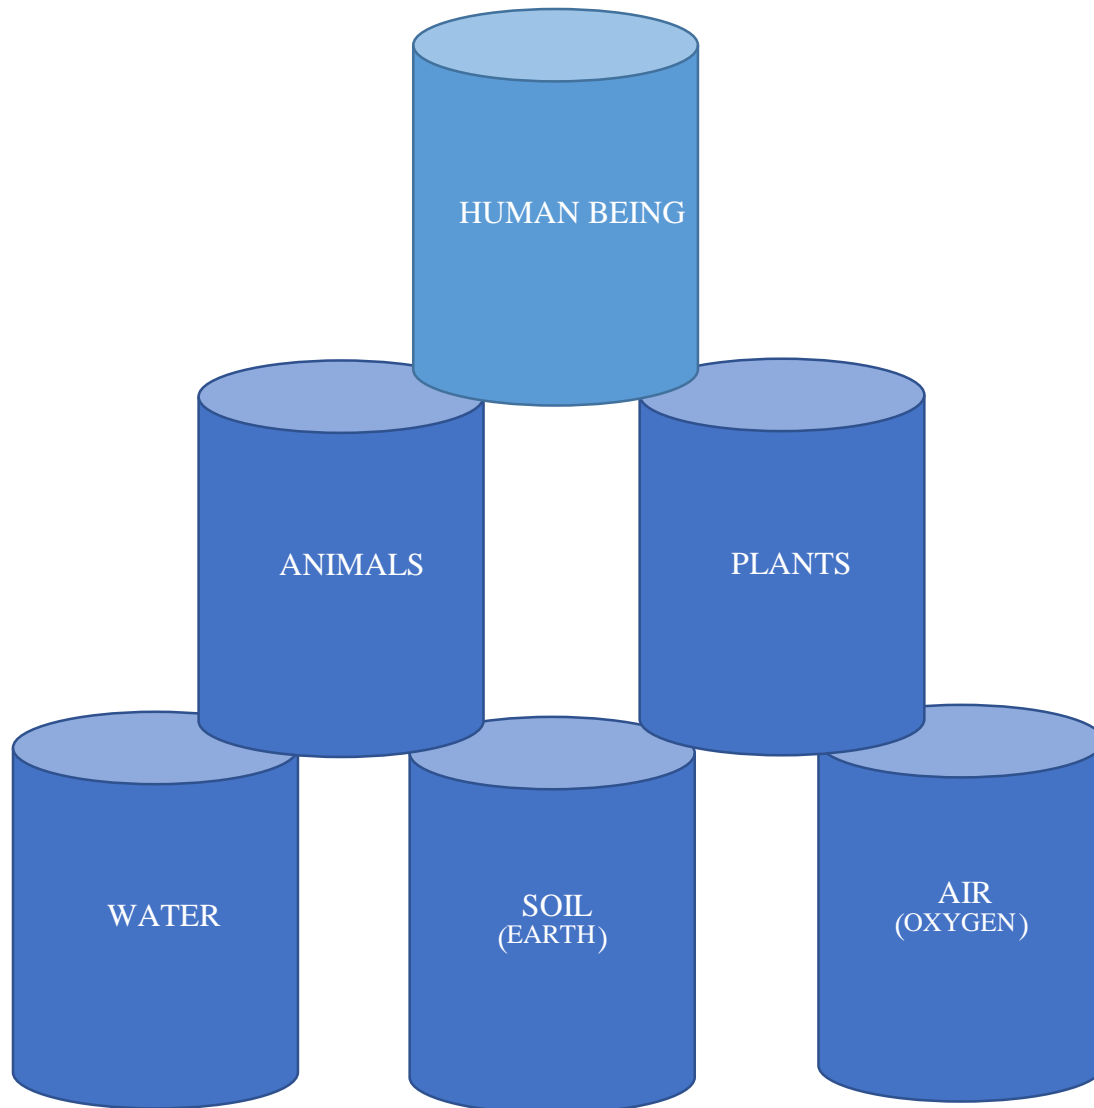 HUMAN BEING
ANIMALS
PLANTS
WATER
SOIL
(EARTH)
AIR
(OXYGEN)